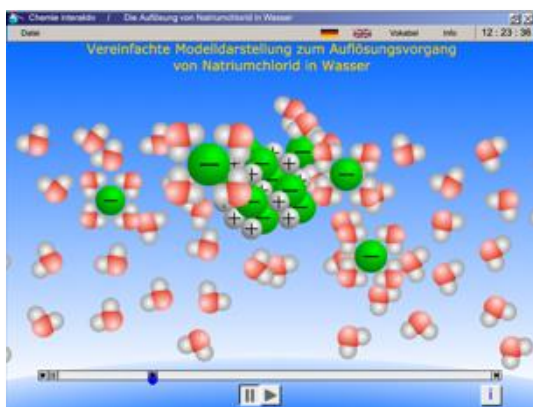 Chemie interaktiv / Die Auflösung von Natriumchlorid in Wasser
Datei Vokabel Info 12 : 23 : 36
Vereinfachte Modelldarstellung zum Auflösungsvorgang
von Natriumchlorid in Wasser
i